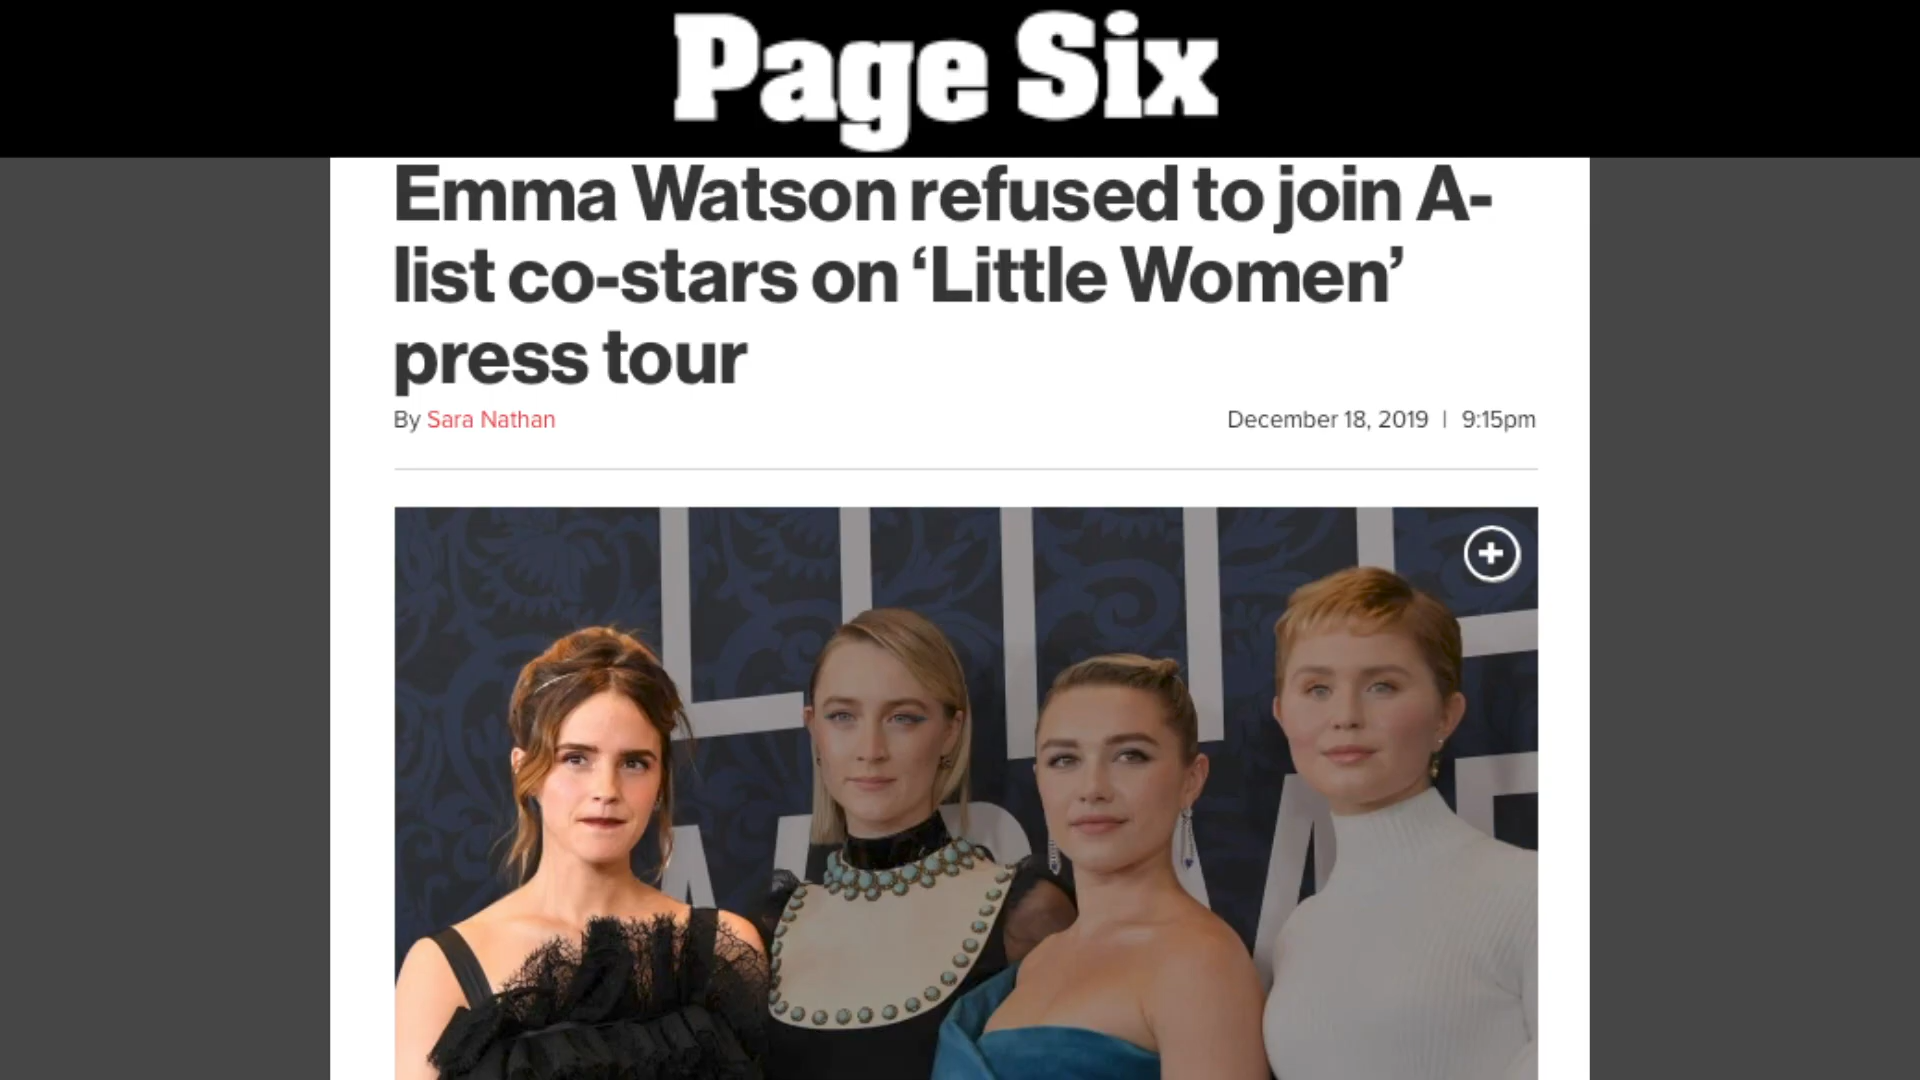 Page Six
Emma Watson refused to join A-
list co-stars on ‘Little Women’
press tour
By Sara Nathan
December 18, 2019 | 9:15pm